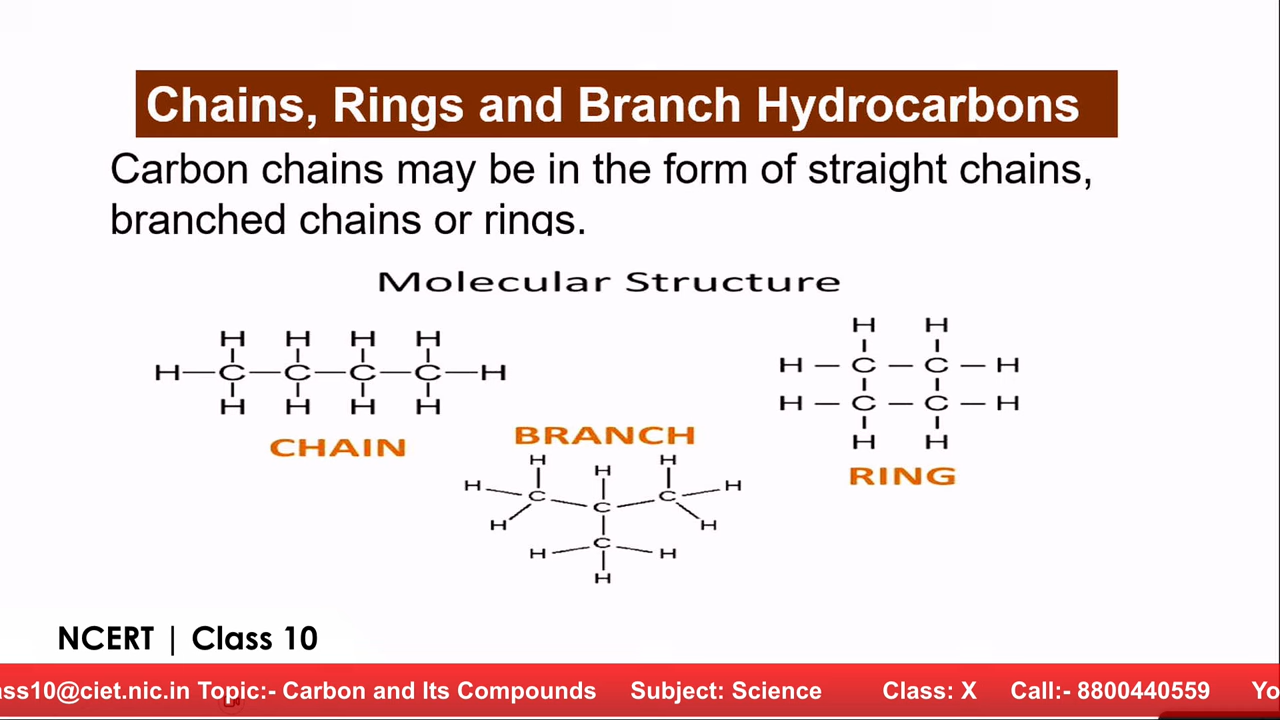 Chains, Rings and Branch Hydrocarbons
Carbon chains may be in the form of straight chains,
branched chains or rings.
Molecular Structure
H H H H
H—C—C—C—C—H
H H H H
CHAIN
H H
H — C — C — H
H — C — C — H
H H
RING
BRANCH
H H H
H C C C H
H H
H C H
H
NCERT | Class 10
ass10@ciet.nic.in Topic:- Carbon and Its Compounds Subject: Science Class: X Call:- 8800440559 Yo